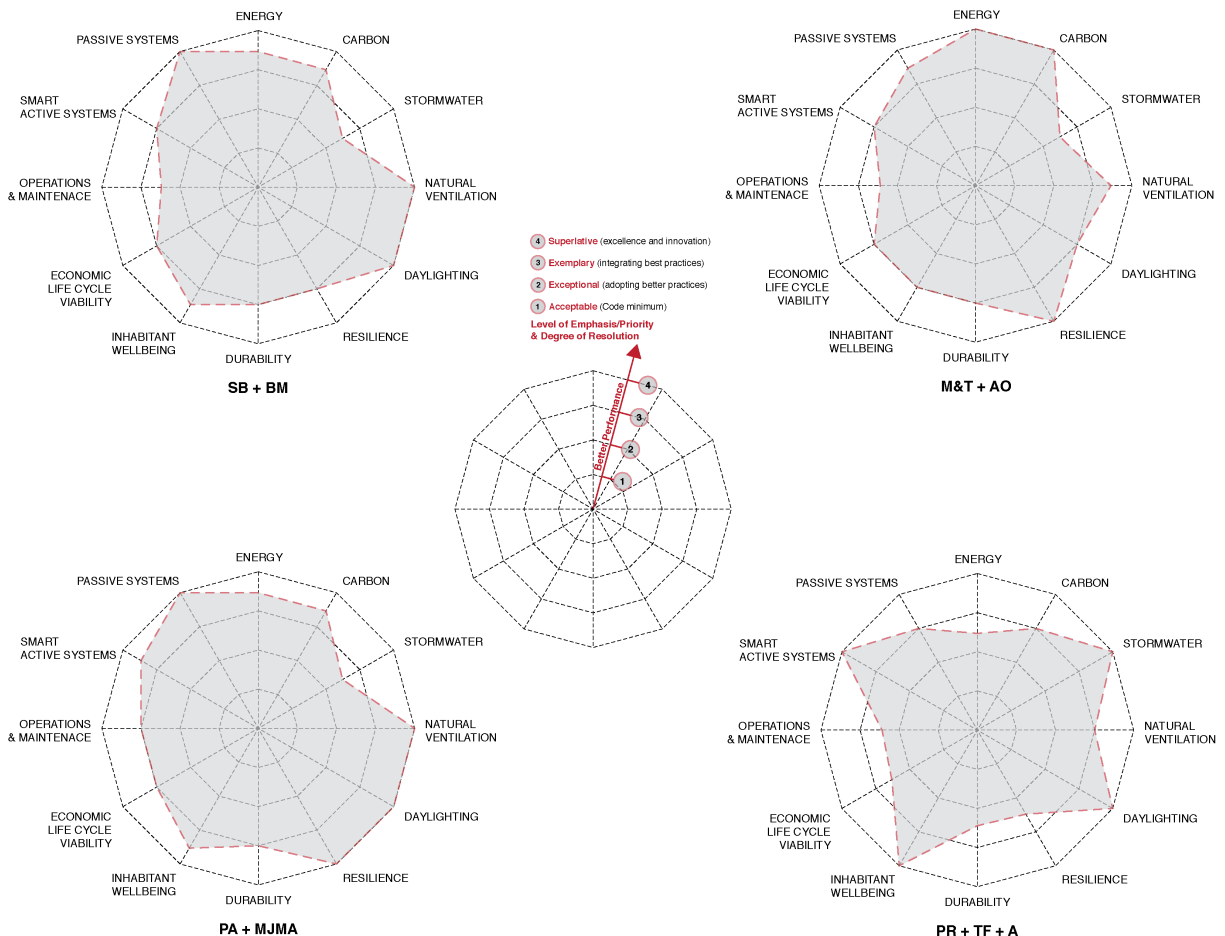 ENERGY
PASSIVE SYSTEMS
CARBON
SMART
ACTIVE SYSTEMS
STORMWATER
OPERATIONS
& MAINTENACE
NATURAL
VENTILATION
ECONOMIC
LIFE CYCLE
VIABILITY
DAYLIGHTING
INHABITANT
WELLBEING
RESILIENCE
DURABILITY
SB + BM
ENERGY
PASSIVE SYSTEMS
CARBON
SMART
ACTIVE SYSTEMS
STORMWATER
OPERATIONS
& MAINTENACE
NATURAL
VENTILATION
ECONOMIC
LIFE CYCLE
VIABILITY
DAYLIGHTING
INHABITANT
WELLBEING
RESILIENCE
DURABILITY
M&T + AO
4 Superlative (excellence and innovation)
3 Exemplary (integrating best practices)
2 Exceptional (adopting better practices)
1 Acceptable (Code minimum)
Level of Emphasis/Priority
& Degree of Resolution
Better Performance
4
3
2
1
ENERGY
PASSIVE SYSTEMS
CARBON
SMART
ACTIVE SYSTEMS
STORMWATER
OPERATIONS
& MAINTENACE
NATURAL
VENTILATION
ECONOMIC
LIFE CYCLE
VIABILITY
DAYLIGHTING
INHABITANT
WELLBEING
RESILIENCE
DURABILITY
PA + MJMA
ENERGY
PASSIVE SYSTEMS
CARBON
SMART
ACTIVE SYSTEMS
STORMWATER
OPERATIONS
& MAINTENACE
NATURAL
VENTILATION
ECONOMIC
LIFE CYCLE
VIABILITY
DAYLIGHTING
INHABITANT
WELLBEING
RESILIENCE
DURABILITY
PR + TF + A